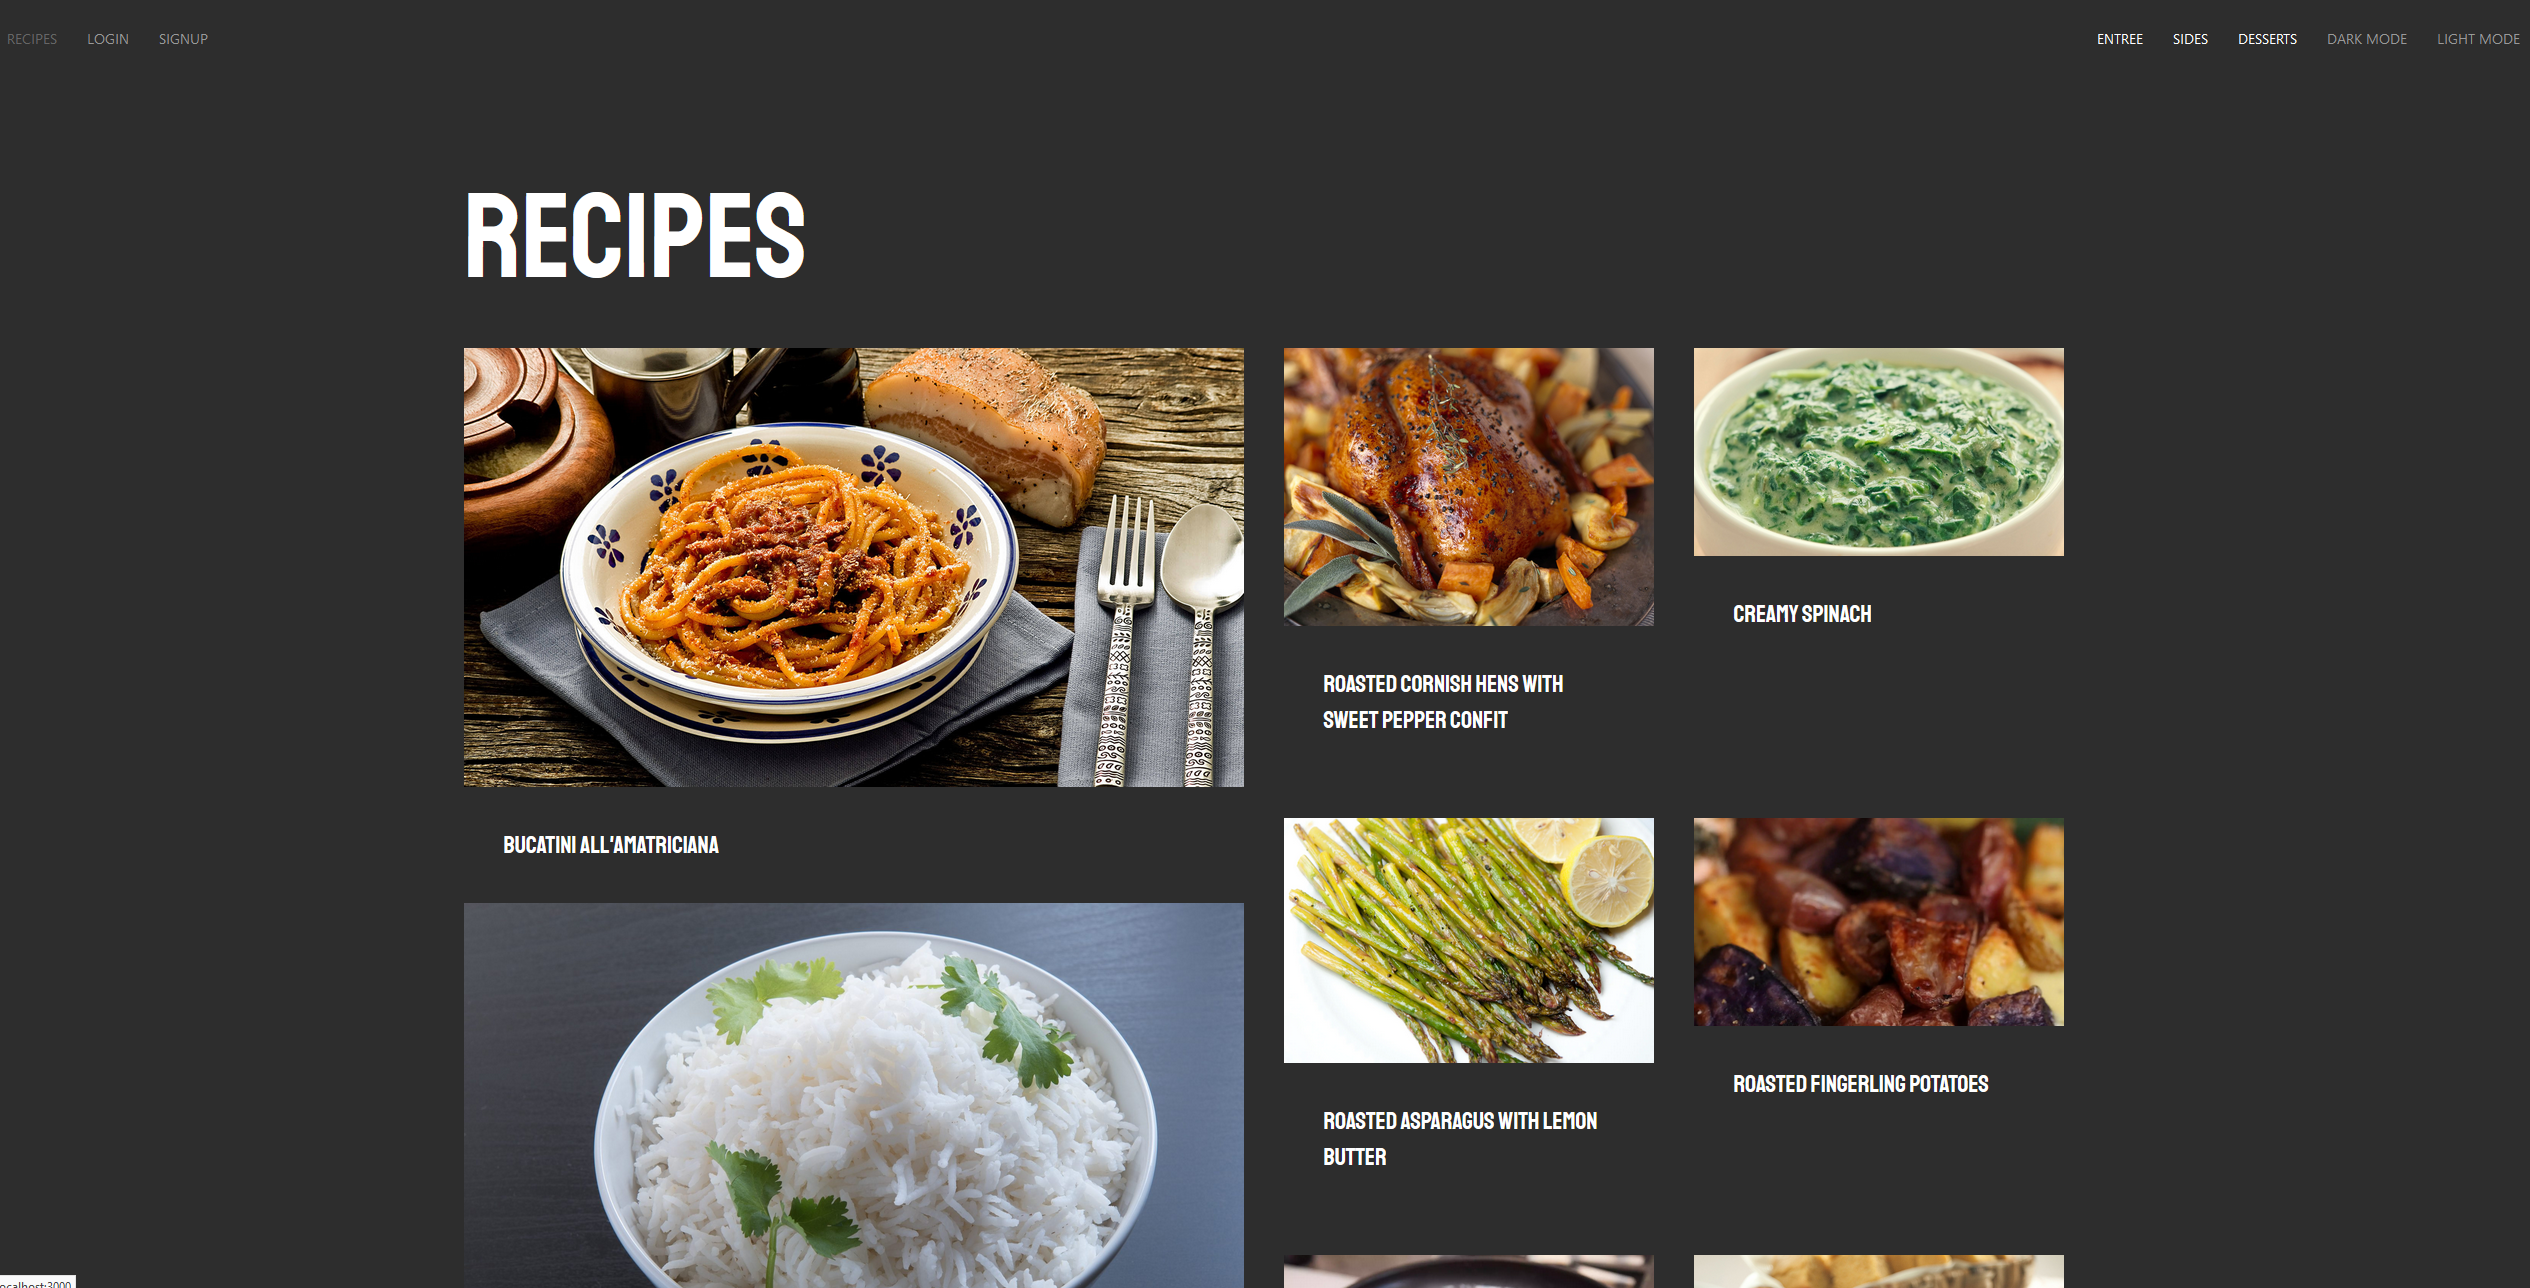 RECIPES LOGIN SIGNUP
ENTREE SIDES DESSERTS DARK MODE LIGHT MODE
RECIPES
BUCATINI ALL'AMATRICIANA
ROASTED CORNISH HENS WITH
SWEET PEPPER CONFIT
CREAMY SPINACH
ROASTED ASPARAGUS WITH LEMON
BUTTER
ROASTED FINGERLING POTATOES
ocalhost:3000